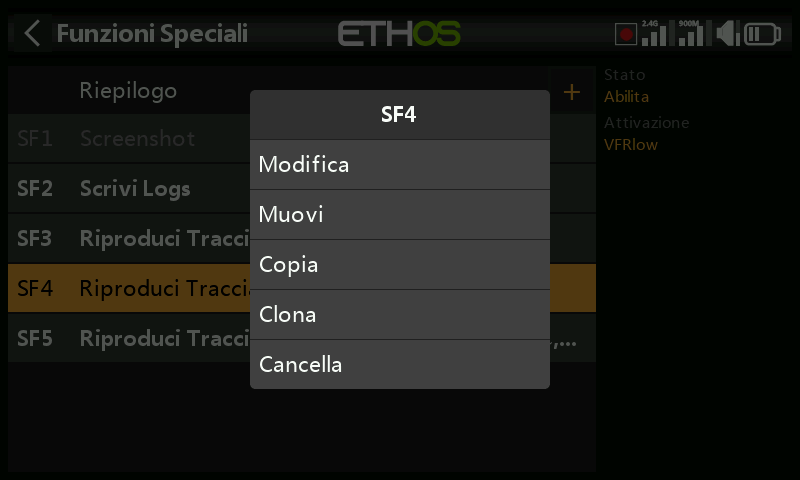 Funzioni Speciali
ETHOS
2.4G
900M
Riepilogo
+
SF1 Screenshot
SF2 Scrivi Logs
SF3 Riproduci Tracci
SF4 Riproduci Traccia
SF5 Riproduci Tracci ,...
SF4
Modifica
Muovi
Copia
Clona
Cancella
Stato
Abilita
Attivazione
VFRlow